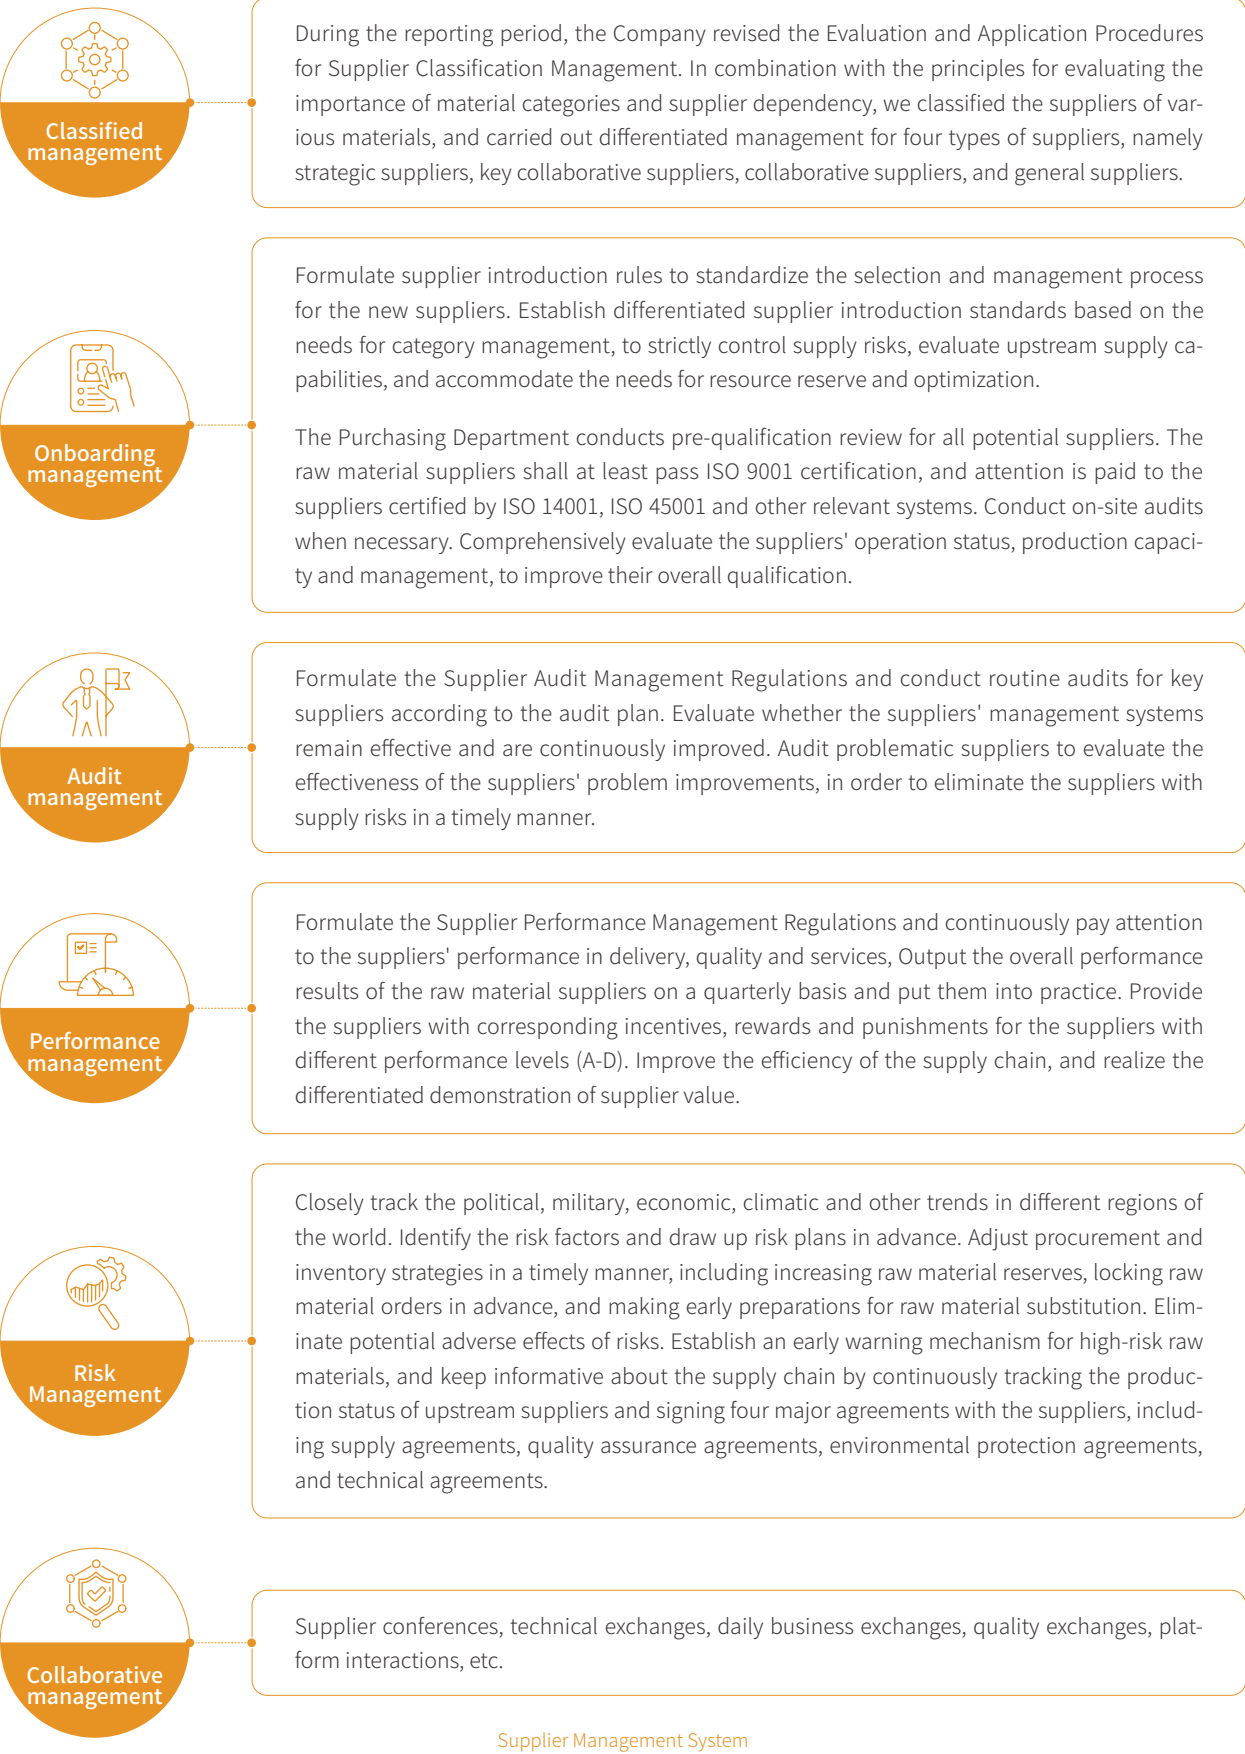 Classified
management
During the reporting period, the Company revised the Evaluation and Application Procedures
for Supplier Classification Management. In combination with the principles for evaluating the
importance of material categories and supplier dependency, we classified the suppliers of var-
ious materials, and carried out differentiated management for four types of suppliers, namely
strategic suppliers, key collaborative suppliers, collaborative suppliers, and general suppliers.
Onboarding
management
Formulate supplier introduction rules to standardize the selection and management process
for the new suppliers. Establish differentiated supplier introduction standards based on the
needs for category management, to strictly control supply risks, evaluate upstream supply ca-
pabilities, and accommodate the needs for resource reserve and optimization.
The Purchasing Department conducts pre-qualification review for all potential suppliers. The
raw material suppliers shall at least pass ISO 9001 certification, and attention is paid to the
suppliers certified by ISO 14001, ISO 45001 and other relevant systems. Conduct on-site audits
when necessary. Comprehensively evaluate the suppliers' operation status, production capaci-
ty and management, to improve their overall qualification.
Audit
management
Formulate the Supplier Audit Management Regulations and conduct routine audits for key
suppliers according to the audit plan. Evaluate whether the suppliers' management systems
remain effective and are continuously improved. Audit problematic suppliers to evaluate the
effectiveness of the suppliers' problem improvements, in order to eliminate the suppliers with
supply risks in a timely manner.
Performance
management
Formulate the Supplier Performance Management Regulations and continuously pay attention
to the suppliers' performance in delivery, quality and services, Output the overall performance
results of the raw material suppliers on a quarterly basis and put them into practice. Provide
the suppliers with corresponding incentives, rewards and punishments for the suppliers with
different performance levels (A-D). Improve the efficiency of the supply chain, and realize the
differentiated demonstration of supplier value.
Risk
Management
Closely track the political, military, economic, climatic and other trends in different regions of
the world. Identify the risk factors and draw up risk plans in advance. Adjust procurement and
inventory strategies in a timely manner, including increasing raw material reserves, locking raw
material orders in advance, and making early preparations for raw material substitution. Elim-
inate potential adverse effects of risks. Establish an early warning mechanism for high-risk raw
materials, and keep informative about the supply chain by continuously tracking the produc-
tion status of upstream suppliers and signing four major agreements with the suppliers, includ-
ing supply agreements, quality assurance agreements, environmental protection agreements,
and technical agreements.
Collaborative
management
Supplier conferences, technical exchanges, daily business exchanges, quality exchanges, plat-
form interactions, etc.
Supplier Management System